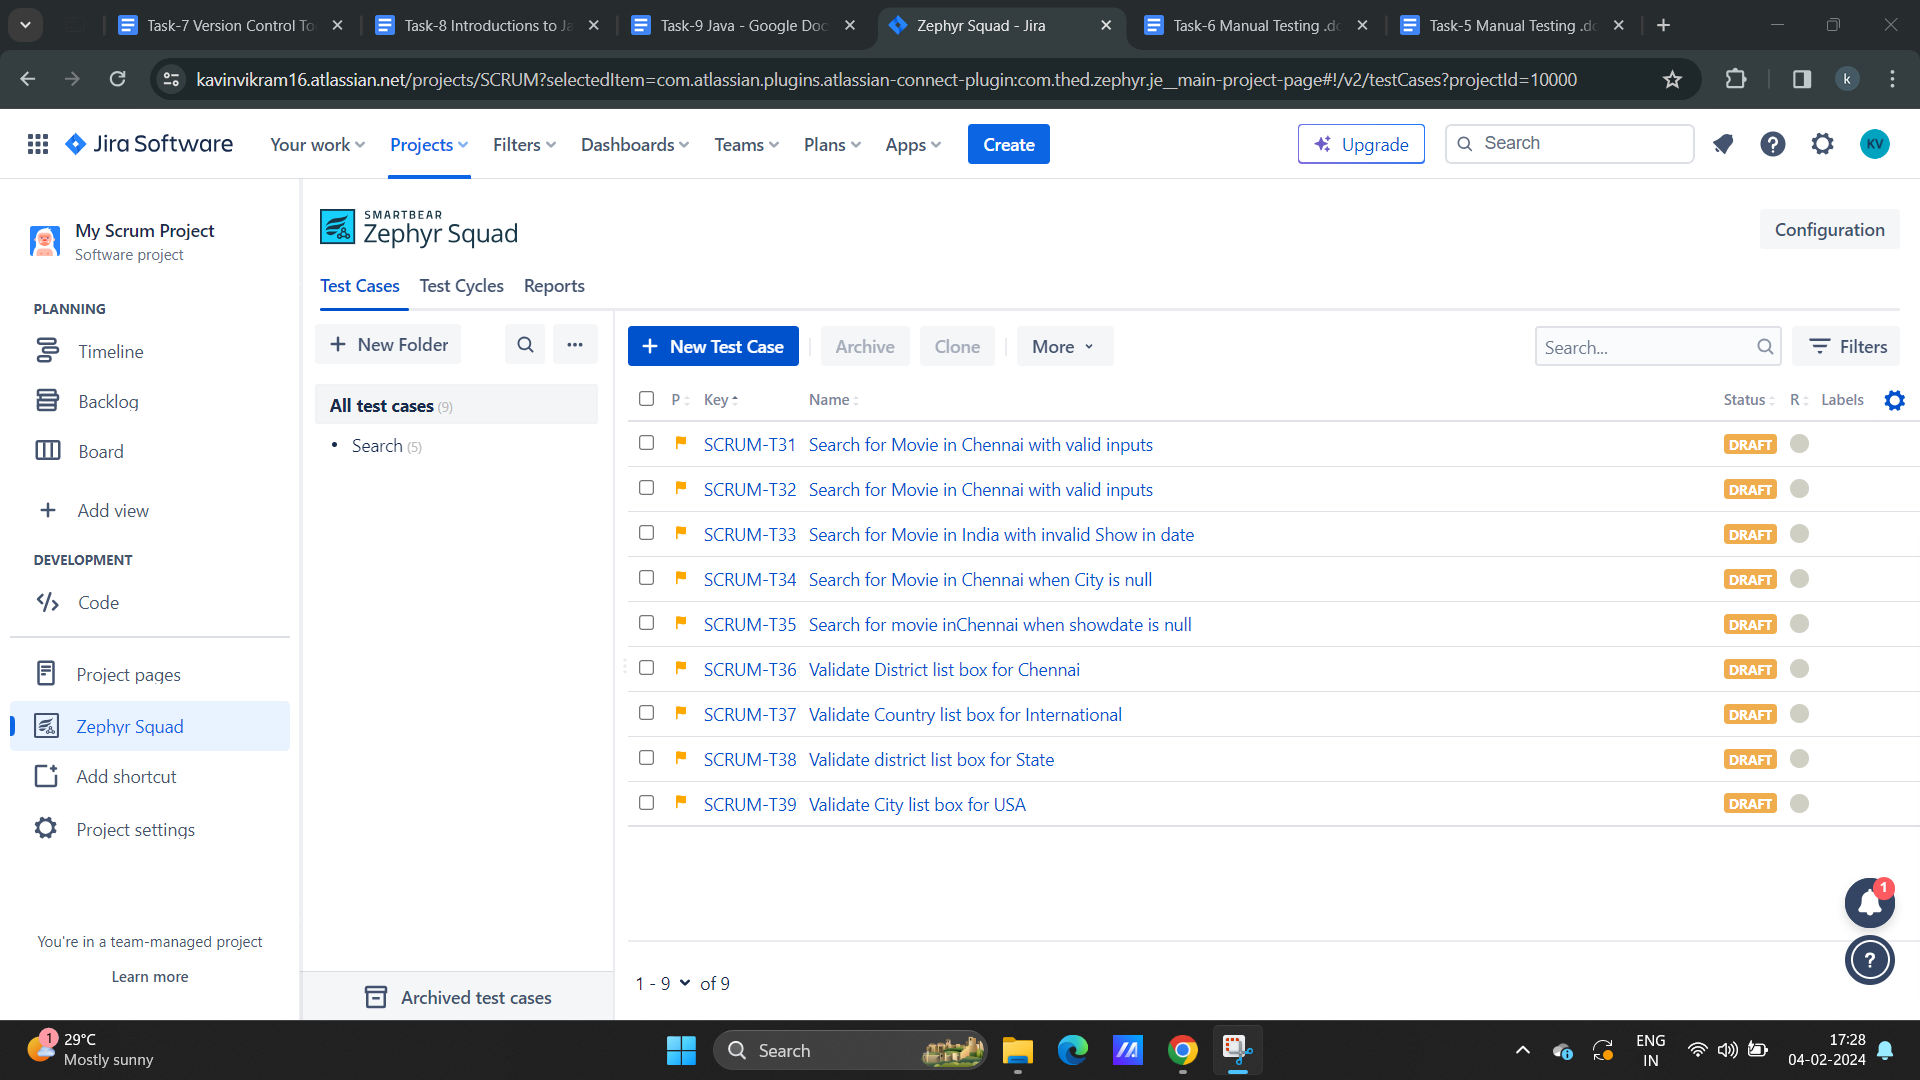 Task-7 Version Control To
Task-8 Introductions to Ja
Task-9 Java - Google Doc
Zephyr Squad - Jira
Task-6 Manual Testing .do
Task-5 Manual Testing .do
kavinvikram16.atlassian.net/projects/SCRUM?selectedItem=com.atlassian.plugins.atlassian-connect-plugin:com.thed.zephyr.je__main-project-page#!/v2/testCases?projectId=10000
k
Jira Software
Your work
Projects
Filters
Dashboards
Teams
Plans
Apps
Create
Upgrade
Search
KV
My Scrum Project
Software project
PLANNING
Timeline
Backlog
Board
Add view
DEVELOPMENT
Code
Project pages
Zephyr Squad
Add shortcut
Project settings
You're in a team-managed project
Learn more
SMARTBEAR
Zephyr Squad
Configuration
Test Cases
Test Cycles
Reports
New Folder
All test cases (9)
Search (5)
Archived test cases
New Test Case
Archive
Clone
More
Search...
Filters
P Key Name Status R Labels
SCRUM-T31 Search for Movie in Chennai with valid inputs DRAFT
SCRUM-T32 Search for Movie in Chennai with valid inputs DRAFT
SCRUM-T33 Search for Movie in India with invalid Show in date DRAFT
SCRUM-T34 Search for Movie in Chennai when City is null DRAFT
SCRUM-T35 Search for movie inChennai when showdate is null DRAFT
SCRUM-T36 Validate District list box for Chennai DRAFT
SCRUM-T37 Validate Country list box for International DRAFT
SCRUM-T38 Validate district list box for State DRAFT
SCRUM-T39 Validate City list box for USA DRAFT
1
?
1 - 9 of 9
1
29°C
Mostly sunny
Search
ENG
IN
17:28
04-02-2024